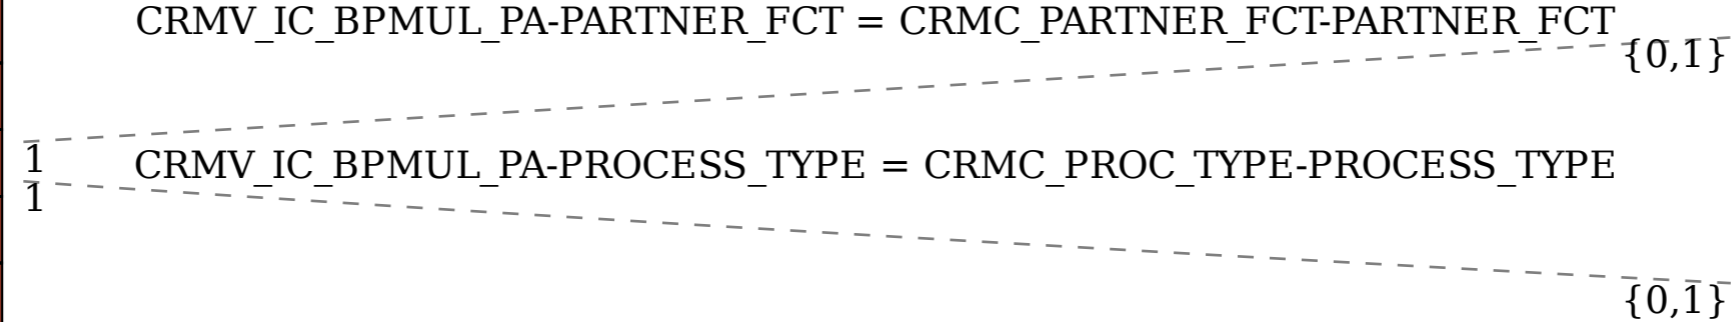 CRMV_IC_BPMUL_PA-PARTNER_FCT = CRMC_PARTNER_FCT-PARTNER_FCT
{0,1}
1
CRMV_IC_BPMUL_PA-PROCESS_TYPE = CRMC_PROC_TYPE-PROCESS_TYPE
1
{0,1}